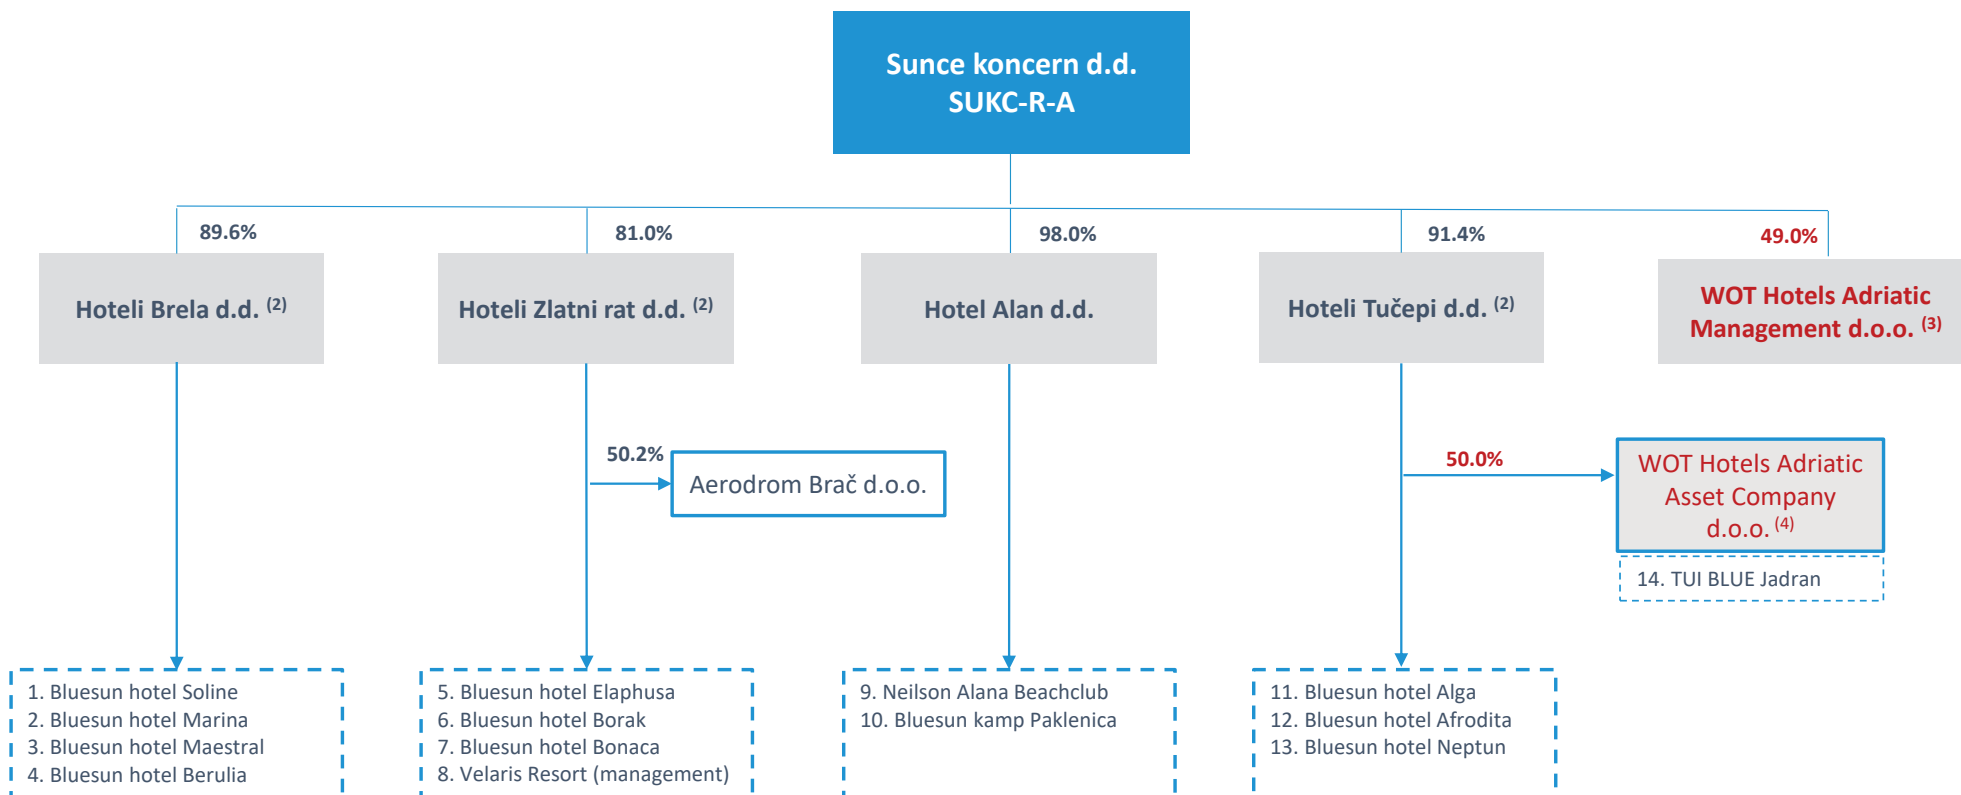 Sunce koncern d.d.
SUKC-R-A
89.6%
81.0%
98.0%
91.4%
49.0%
Hoteli Brela d.d. (2)
Hoteli Zlatni rat d.d. (2)
Hotel Alan d.d.
Hoteli Tučepi d.d. (2)
WOT Hotels Adriatic
Management d.o.o. (3)
50.2%
Aerodrom Brač d.o.o.
50.0%
WOT Hotels Adriatic
Asset Company
d.o.o. (4)
14. TUI BLUE Jadran
1. Bluesun hotel Soline
2. Bluesun hotel Marina
3. Bluesun hotel Maestral
4. Bluesun hotel Berulia
5. Bluesun hotel Elaphusa
6. Bluesun hotel Borak
7. Bluesun hotel Bonaca
8. Velaris Resort (management)
9. Neilson Alana Beachclub
10. Bluesun kamp Paklenica
11. Bluesun hotel Alga
12. Bluesun hotel Afrodita
13. Bluesun hotel Neptun